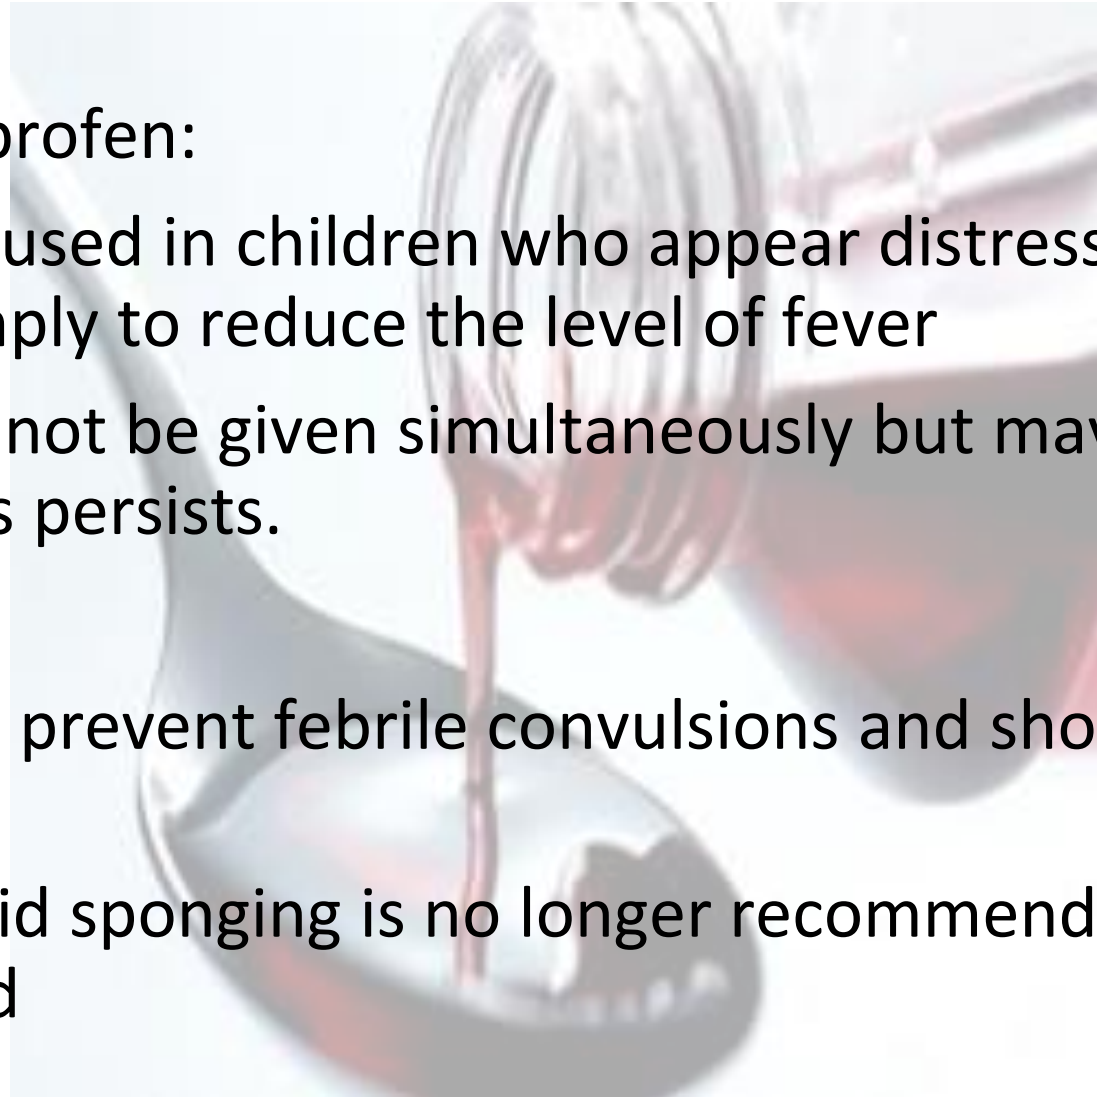 profen:
used in children who appear distress
ply to reduce the level of fever
not be given simultaneously but may
s persists.
prevent febrile convulsions and sho
id sponging is no longer recommend
d